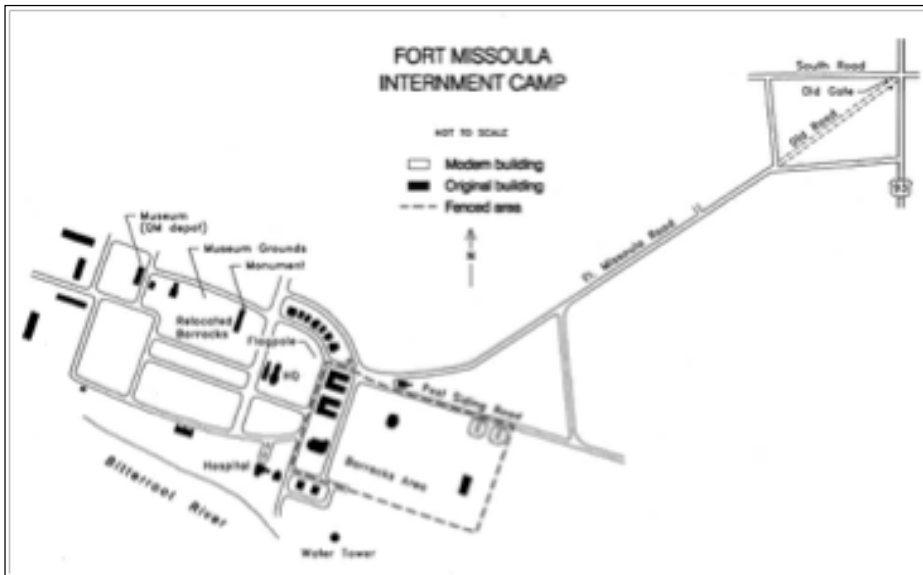 FORT MISSOULA
INTERNMENT CAMP
NOT TO SCALE
Modern building
Original building
Fenced area
N
South Road
Old Gate
Old Road
93
Ft. Missoula Road
Museum
(QM depot)
Museum Grounds
Monument
Relocated
Barracks
Flagpole
HQ
Post Siding Road
Hospital
Barracks Area
Bitterroot
River
Water Tower